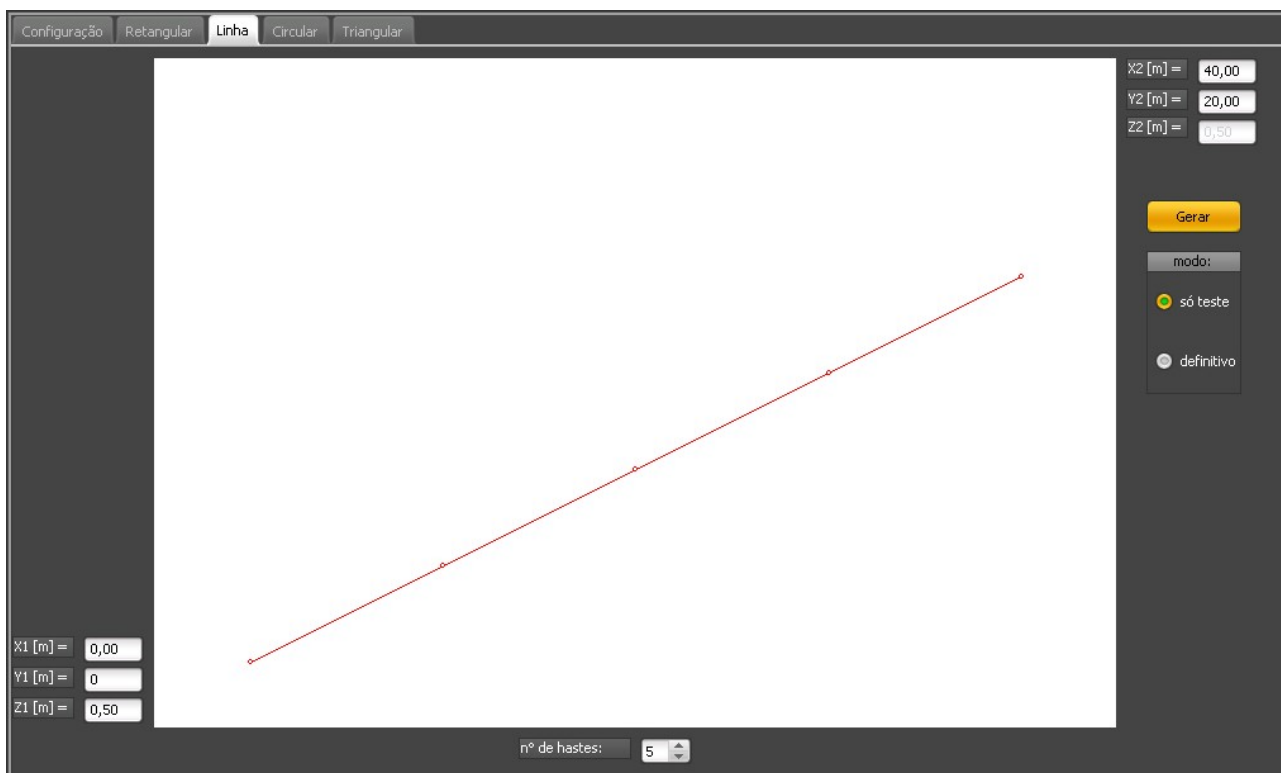 Configuração Retangular Linha Circular Triangular
X2 [m] = 40,00
Y2 [m] = 20,00
Z2 [m] = 0,50
Gerar
modo:
só teste
definitivo
X1 [m] = 0,00
Y1 [m] = 0
Z1 [m] = 0,50
nº de hastes: 5